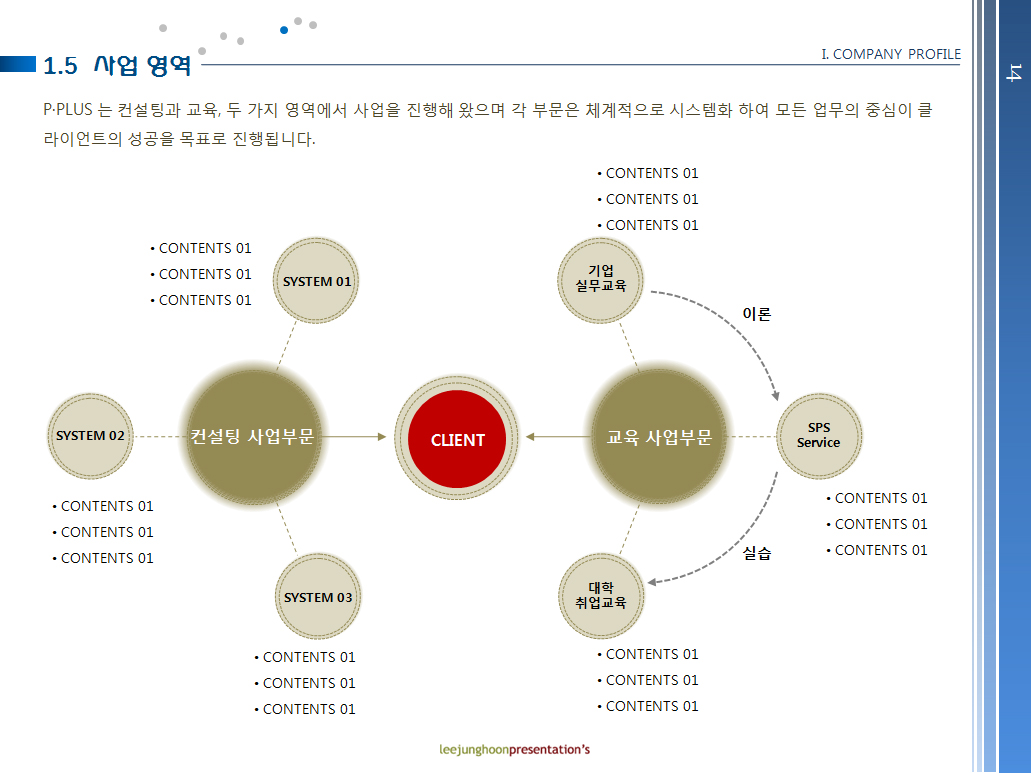 I. COMPANY PROFILE
14
1.5 사업 영역
P·PLUS 는 컨설팅과 교육, 두 가지 영역에서 사업을 진행해 왔으며 각 부문은 체계적으로 시스템화 하여 모든 업무의 중심이 클
라이언트의 성공을 목표로 진행됩니다.
• CONTENTS 01
• CONTENTS 01
• CONTENTS 01
SYSTEM 01
• CONTENTS 01
• CONTENTS 01
• CONTENTS 01
기업
실무교육
이론
SYSTEM 02
컨설팅 사업부문
CLIENT
교육 사업부문
SPS
Service
• CONTENTS 01
• CONTENTS 01
• CONTENTS 01
• CONTENTS 01
• CONTENTS 01
• CONTENTS 01
실습
SYSTEM 03
대학
취업교육
• CONTENTS 01
• CONTENTS 01
• CONTENTS 01
• CONTENTS 01
• CONTENTS 01
• CONTENTS 01
leejunghoonpresentation's